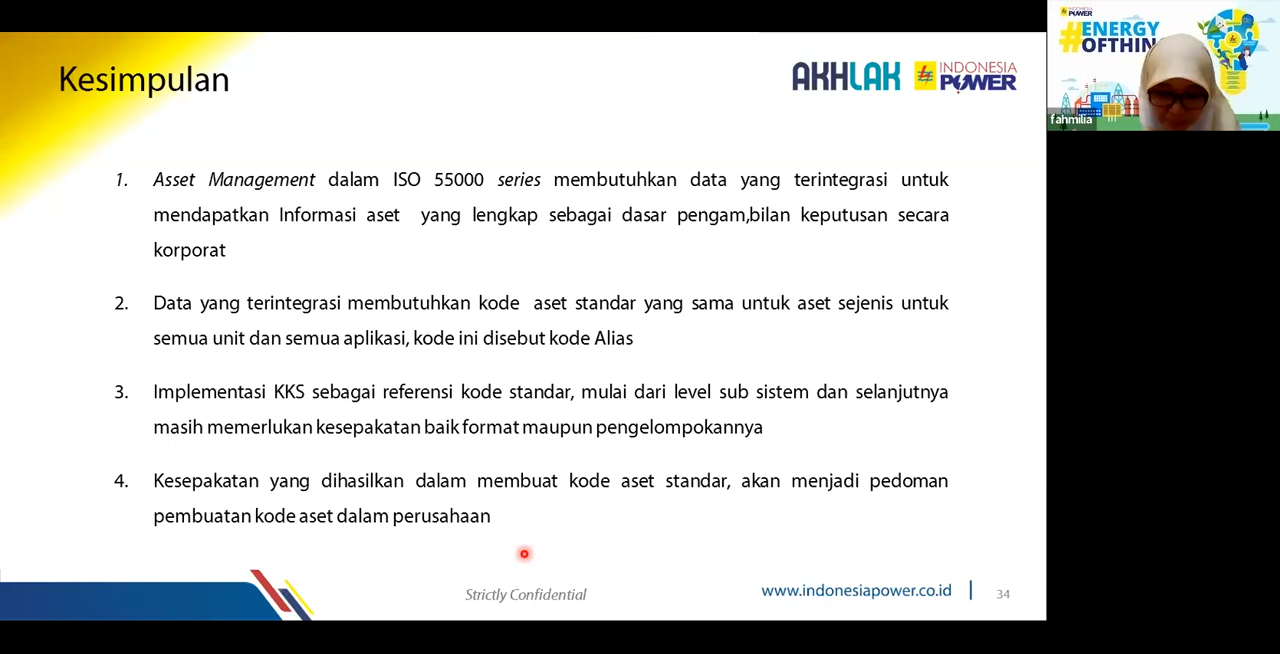 Kesimpulan
AKHLAK
INDONESIA
POWER
1. Asset Management dalam ISO 55000 series membutuhkan data yang terintegrasi untuk
mendapatkan Informasi aset yang lengkap sebagai dasar pengam,bilan keputusan secara
korporat
2. Data yang terintegrasi membutuhkan kode aset standar yang sama untuk aset sejenis untuk
semua unit dan semua aplikasi, kode ini disebut kode Alias
3. Implementasi KKS sebagai referensi kode standar, mulai dari level sub sistem dan selanjutnya
masih memerlukan kesepakatan baik format maupun pengelompokannya
4. Kesepakatan yang dihasilkan dalam membuat kode aset standar, akan menjadi pedoman
pembuatan kode aset dalam perusahaan
Strictly Confidential
www.indonesiapower.co.id
34
INDONESIA
POWER
#ENERGY
OFTHIN
fahmilia